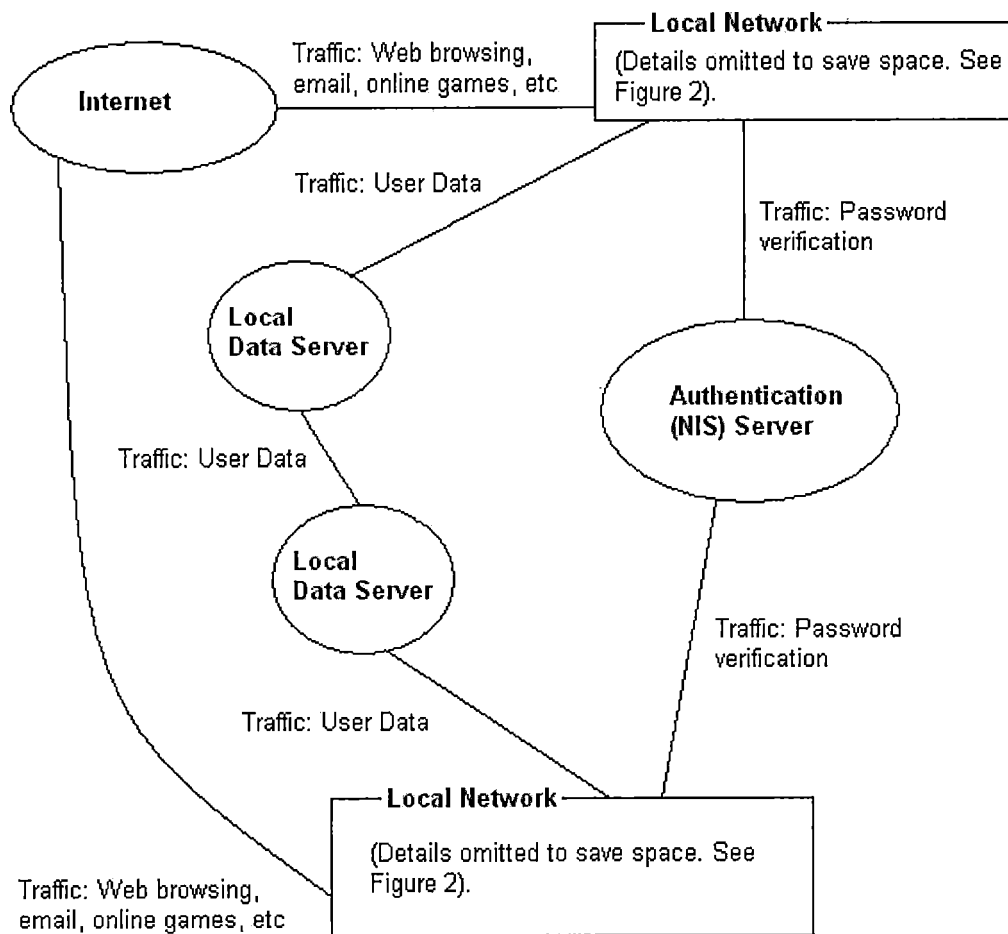 Local Network
Traffic: Web browsing,
email, online games, etc
(Details omitted to save space. See
Figure 2).
Internet
Traffic: User Data
Traffic: Password
verification
Local
Data Server
Authentication
(NIS) Server
Traffic: User Data
Local
Data Server
Traffic: Password
verification
Traffic: User Data
Local Network
(Details omitted to save space. See
Figure 2).
Traffic: Web browsing,
email, online games, etc